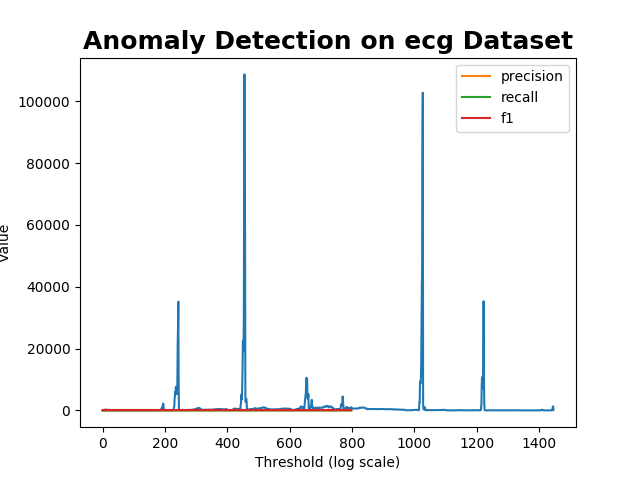 Anomaly Detection on ecg Dataset
precision
recall
f1
100000
80000
60000
40000
20000
0
Value
0 200 400 600 800 1000 1200 1400
Threshold (log scale)